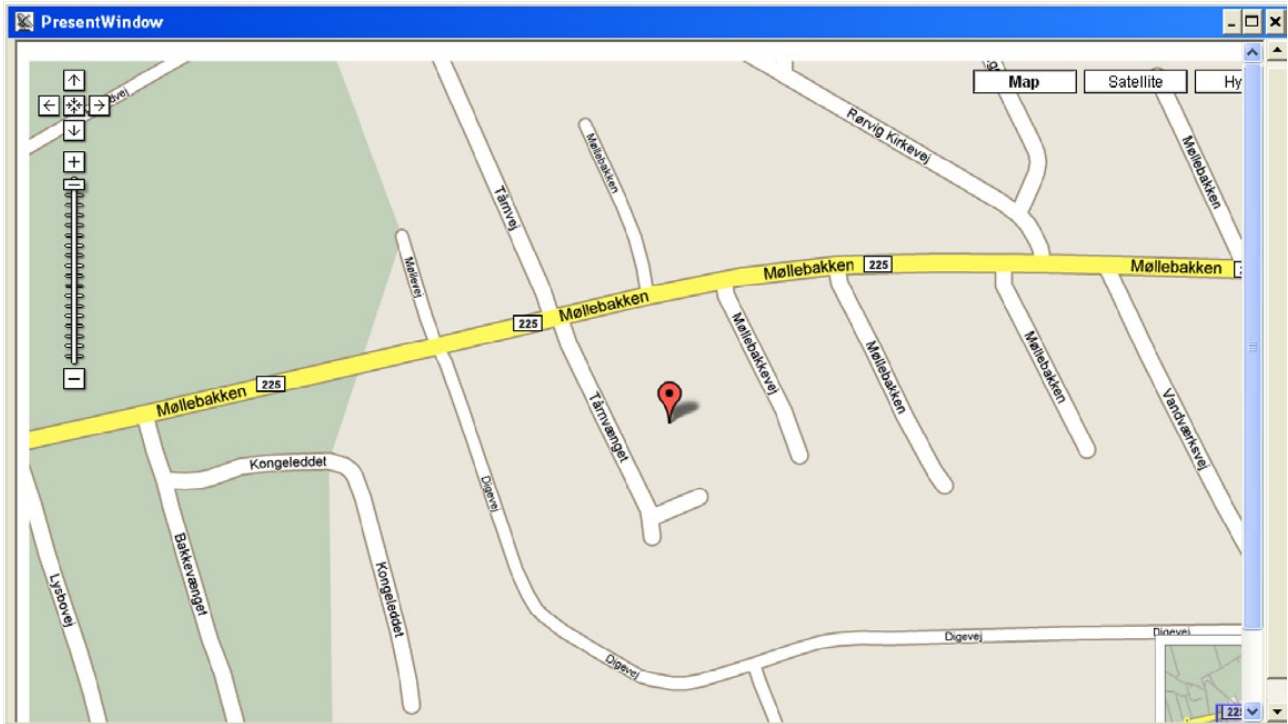 PresentWindow
Map
Satellite
Hy
Rørvig Kirkevej
Møllebakken
Møllebakken
Tårnvej
Møllevej
Møllebakken
225
Møllebakken
225
Møllebakken
225
Møllebakken
Møllebakkevej
Møllebakken
Møllebakken
Vandværksvej
Tårnvænget
Kongeleddet
Digevej
Bakkevænget
Kongeleddet
Lysbovej
Digevej
Digevej
Digevej
225